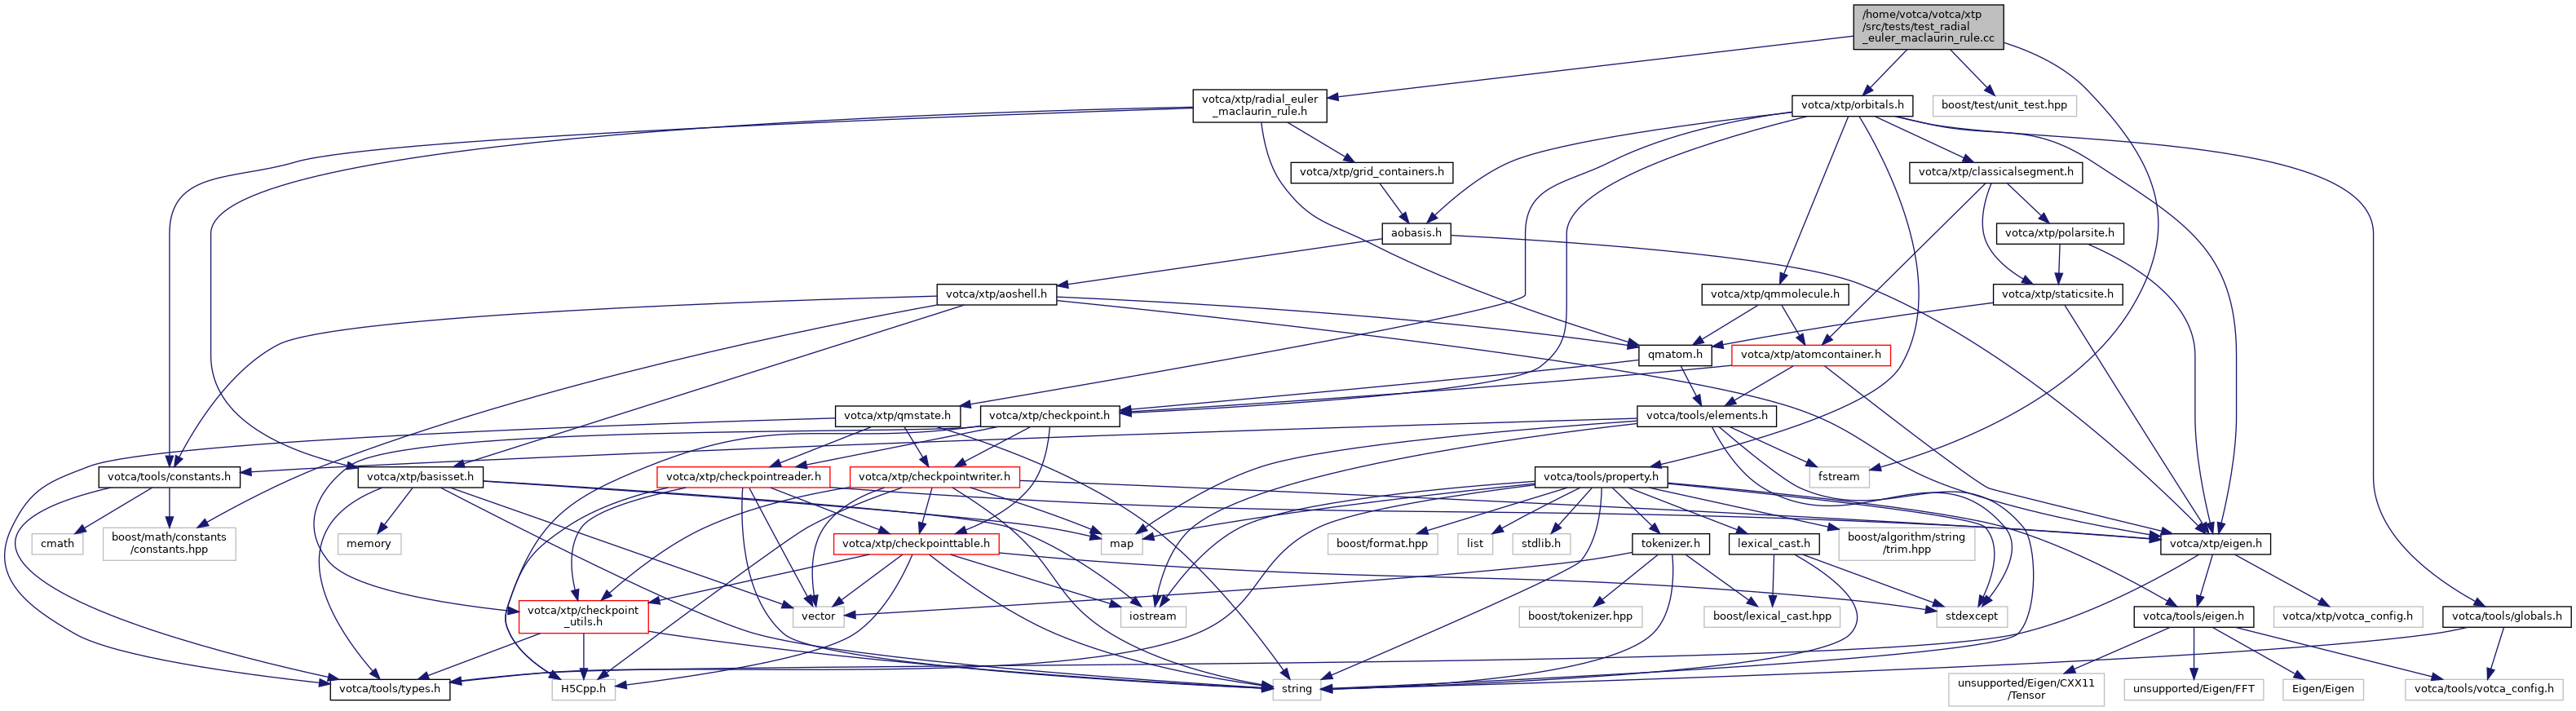 /home/votca/votca/xtp
/src/tests/test_radial
_euler_maclaurin_rule.cc
votca/xtp/radial_euler
_maclaurin_rule.h
votca/xtp/orbitals.h
boost/test/unit_test.hpp
votca/xtp/grid_containers.h
votca/xtp/classicalsegment.h
aobasis.h
votca/xtp/polarsite.h
votca/xtp/aoshell.h
votca/xtp/qmmolecule.h
votca/xtp/staticsite.h
qmatom.h
votca/xtp/atomcontainer.h
votca/xtp/qmstate.h
votca/xtp/checkpoint.h
votca/tools/elements.h
votca/tools/constants.h
votca/xtp/basisset.h
votca/xtp/checkpointreader.h
votca/xtp/checkpointwriter.h
votca/tools/property.h
fstream
cmath
boost/math/constants
/constants.hpp
memory
votca/xtp/checkpointtable.h
map
boost/format.hpp
list
stdlib.h
tokenizer.h
lexical_cast.h
boost/algorithm/string
/trim.hpp
votca/xtp/eigen.h
votca/xtp/checkpoint
_utils.h
vector
iostream
boost/tokenizer.hpp
boost/lexical_cast.hpp
stdexcept
votca/tools/eigen.h
votca/xtp/votca_config.h
votca/tools/globals.h
votca/tools/types.h
H5Cpp.h
string
unsupported/Eigen/CXX11
/Tensor
unsupported/Eigen/FFT
Eigen/Eigen
votca/tools/votca_config.h